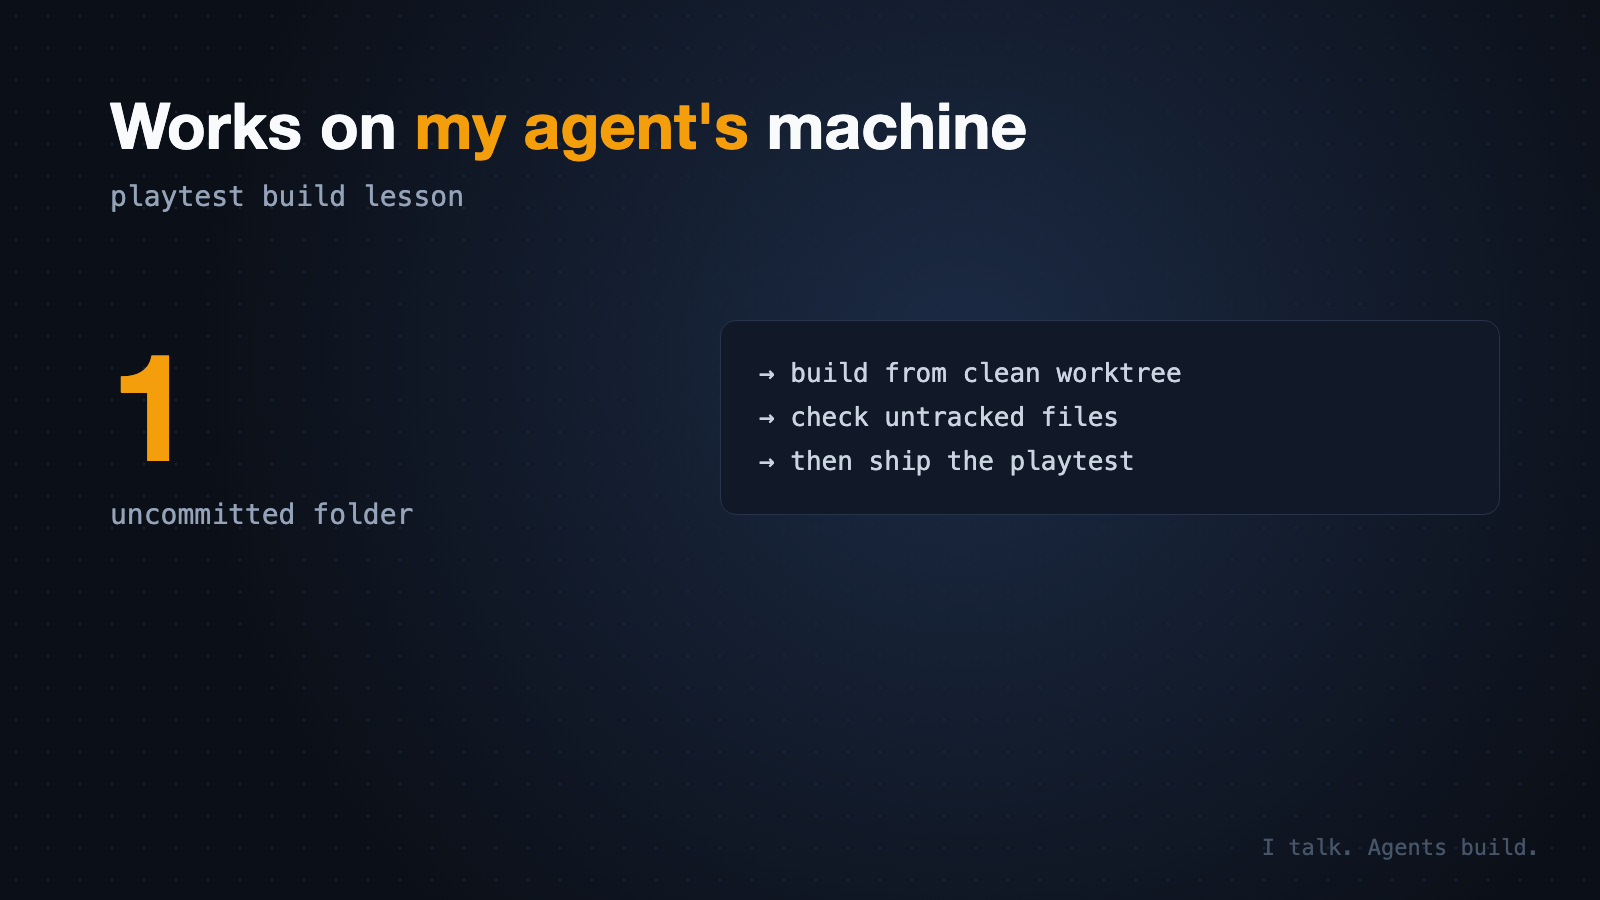 Works on my agent's machine
playtest build lesson
1
uncommitted folder
→ build from clean worktree
→ check untracked files
→ then ship the playtest
I talk. Agents build.